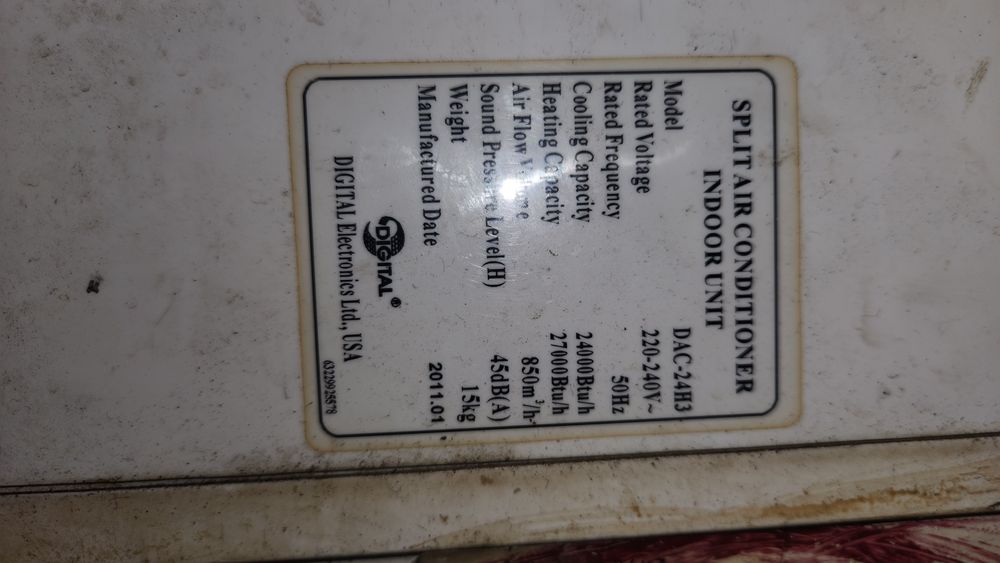 SPLIT AIR CONDITIONER
INDOOR UNIT
Model DAC-24H3
Rated Voltage 220-240V~
Rated Frequency 50Hz
Cooling Capacity 24000Btu/h
Heating Capacity 27000Btu/h
Air Flow Volume 850m³/h
Sound Pressure Level(H) 45dB(A)
Weight 15kg
Manufactured Date 2011.01
DIGITAL®
DIGITAL Electronics Ltd., USA